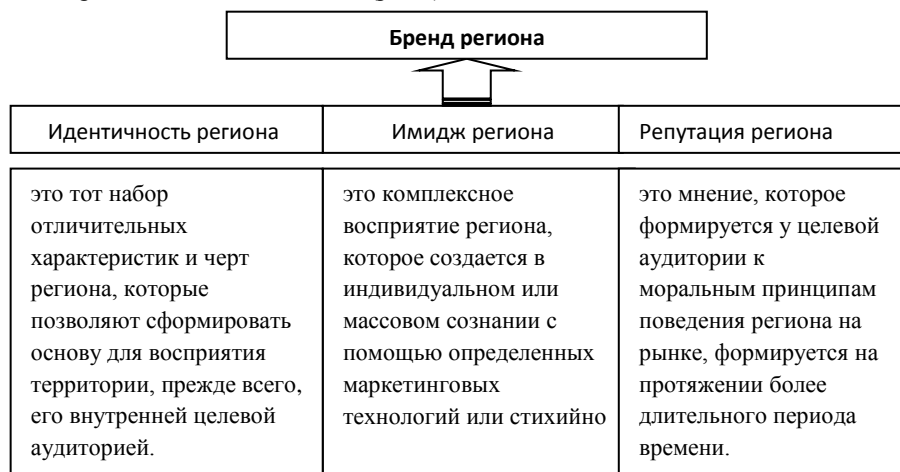 Бренд региона
Идентичность региона
Имидж региона
Репутация региона
это тот набор
отличительных
характеристик и черт
региона, которые
позволяют сформировать
основу для восприятия
территории, прежде всего,
его внутренней целевой
аудиторией.
это комплексное
восприятие региона,
которое создается в
индивидуальном или
массовом сознании с
помощью определенных
маркетинговых
технологий или стихийно
это мнение, которое
формируется у целевой
аудитории к
моральным принципам
поведения региона на
рынке, формируется на
протяжении более
длительного периода
времени.